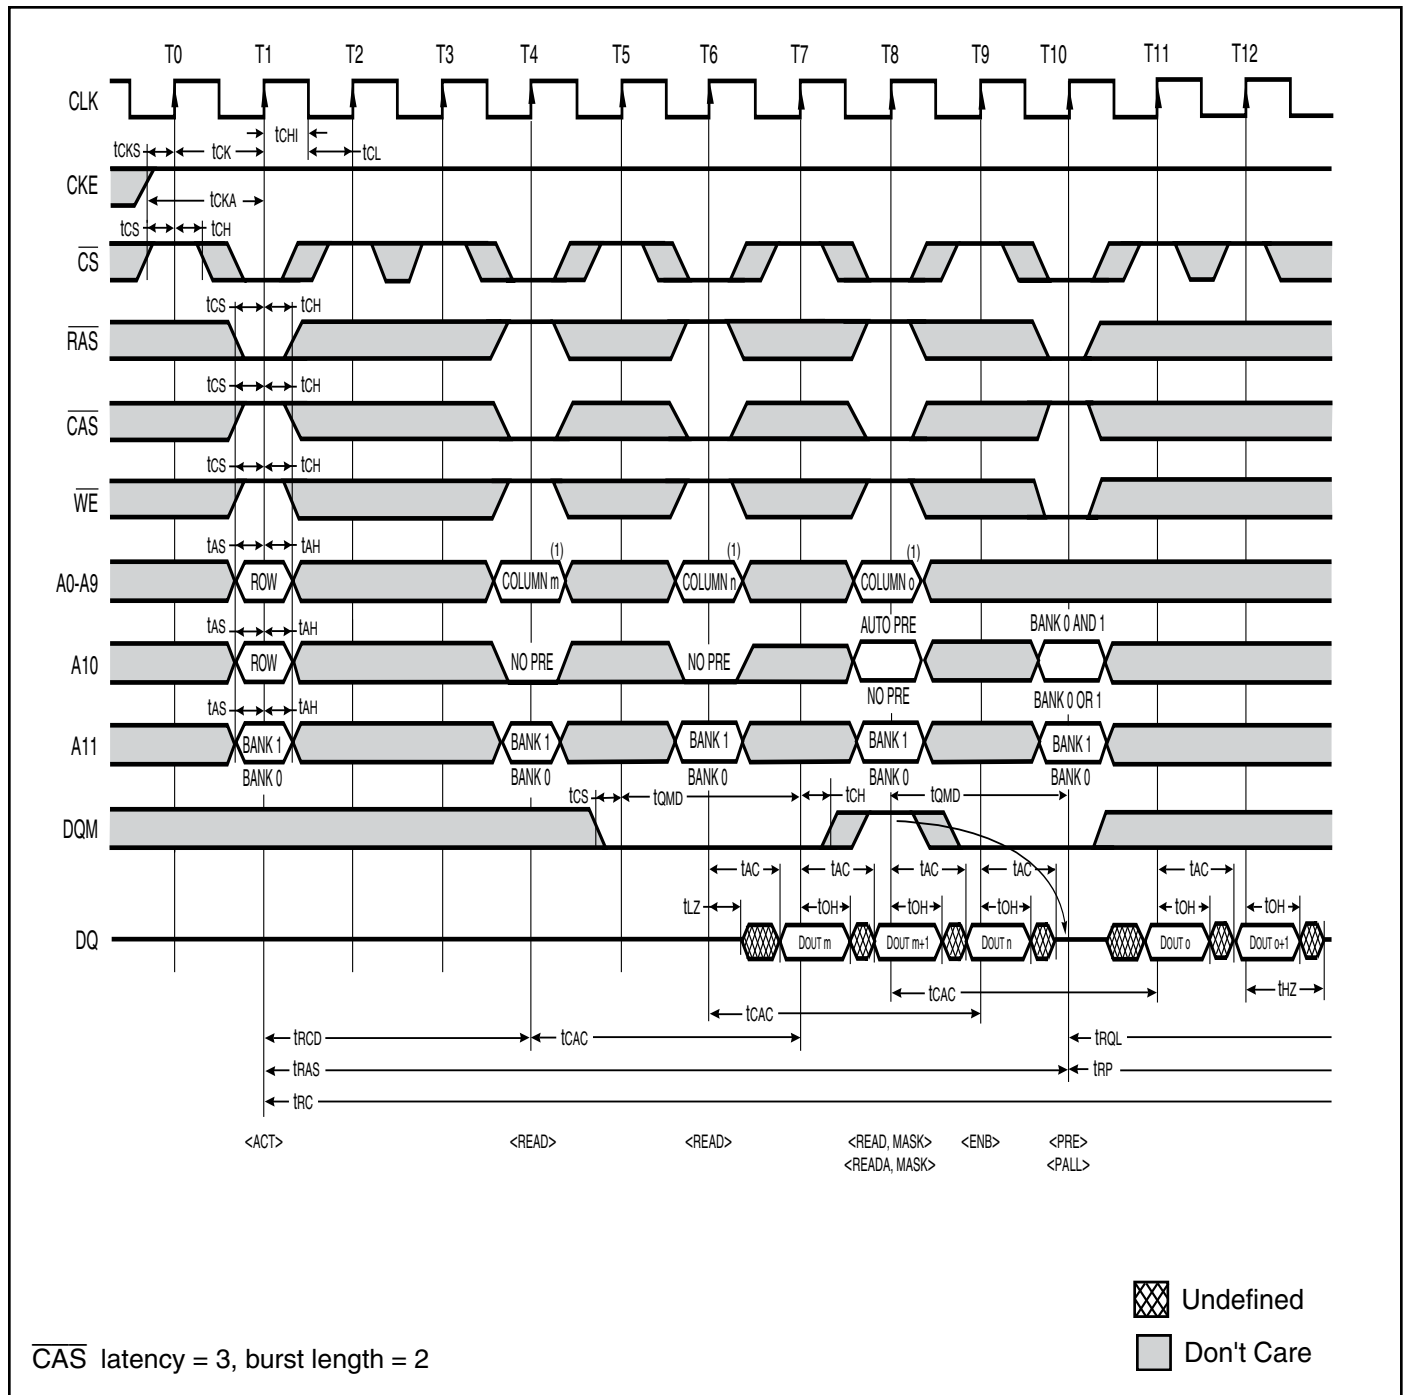 T0 T1 T2 T3 T4 T5 T6 T7 T8 T9 T10 T11 T12
CLK
tCHI
tCKS tCK tCL
CKE
tCKA
tCS tCH
CS
tCS tCH
RAS
tCS tCH
CAS
tCS tCH
WE
tAS tAH (1) (1) (1)
A0-A9 ROW COLUMN m COLUMN n COLUMN o
tAS tAH AUTO PRE BANK 0 AND 1
A10 ROW NO PRE NO PRE
NO PRE BANK 0 OR 1
tAS tAH
A11 BANK 1 BANK 1 BANK 1 BANK 1 BANK 1
BANK 0 BANK 0 BANK 0 BANK 0 BANK 0
tCS tQMD tCH tQMD
DQM
tAC tAC tAC tAC tAC
tLZ tOH tOH tOH tOH tOH
DQ DOUT m DOUT m+1 DOUT n DOUT o DOUT o+1
tCAC tHZ
tCAC
tRCD tCAC tRQL
tRAS tRP
tRC
<ACT> <READ> <READ> <READ, MASK> <ENB> <PRE>
<READA, MASK> <PALL>
Undefined
Don't Care
CAS latency = 3, burst length = 2